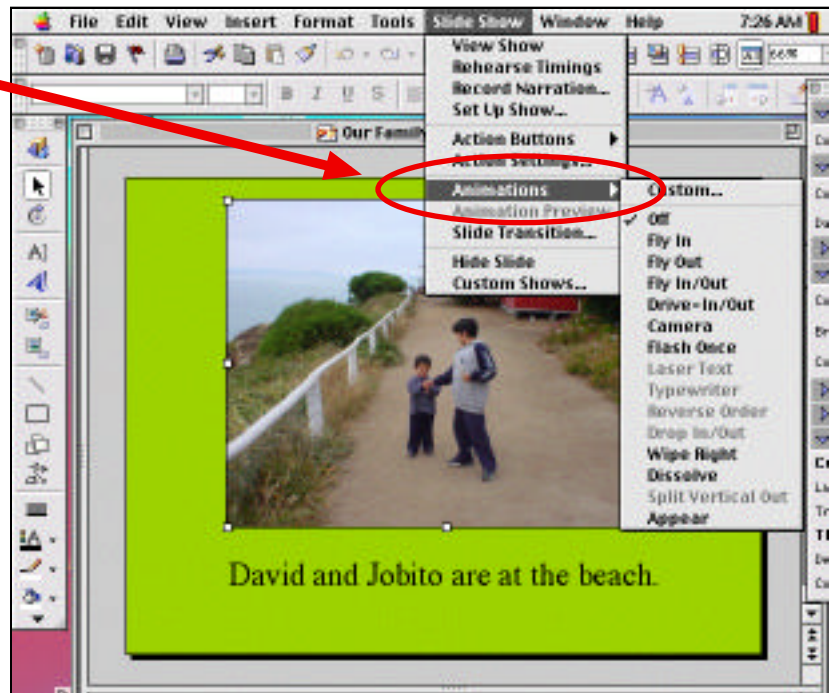 File Edit View Insert Format Tools Slide Show Window Help 7:26 AM
66%
B I U S
Our Family
View Show
Rehearse Timings
Record Narration...
Set Up Show...
Action Buttons
Action Settings...
Animations
Animation Preview
Slide Transition...
Hide Slide
Custom Shows...
Custom...
Off
Fly In
Fly Out
Fly In/Out
Drive-In/Out
Camera
Flash Once
Laser Text
Typewriter
Reverse Order
Drop In/Out
Wipe Right
Dissolve
Split Vertical Out
Appear
David and Jobito are at the beach.